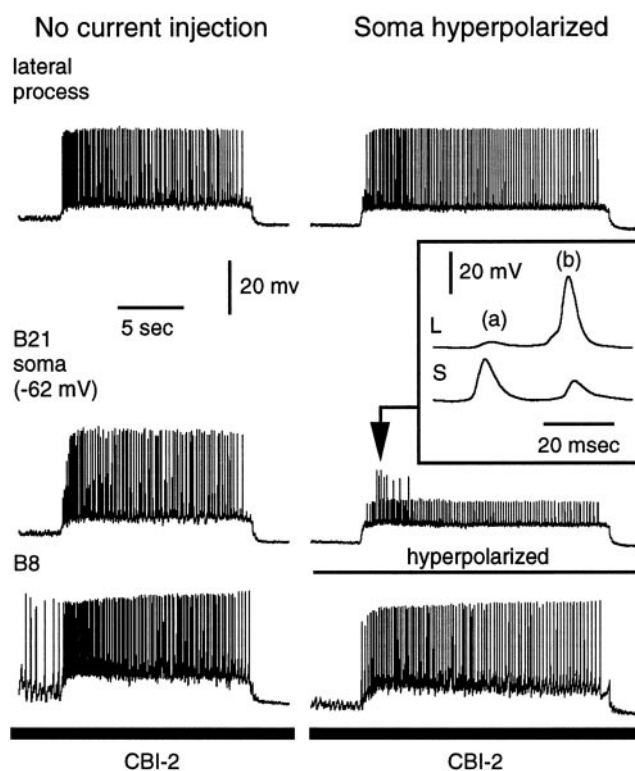 No current injection
Soma hyperpolarized
lateral
process
20 mv
5 sec
20 mV
(b)
L
(a)
S
20 msec
B21
soma
(-62 mV)
hyperpolarized
B8
CBI-2
CBI-2